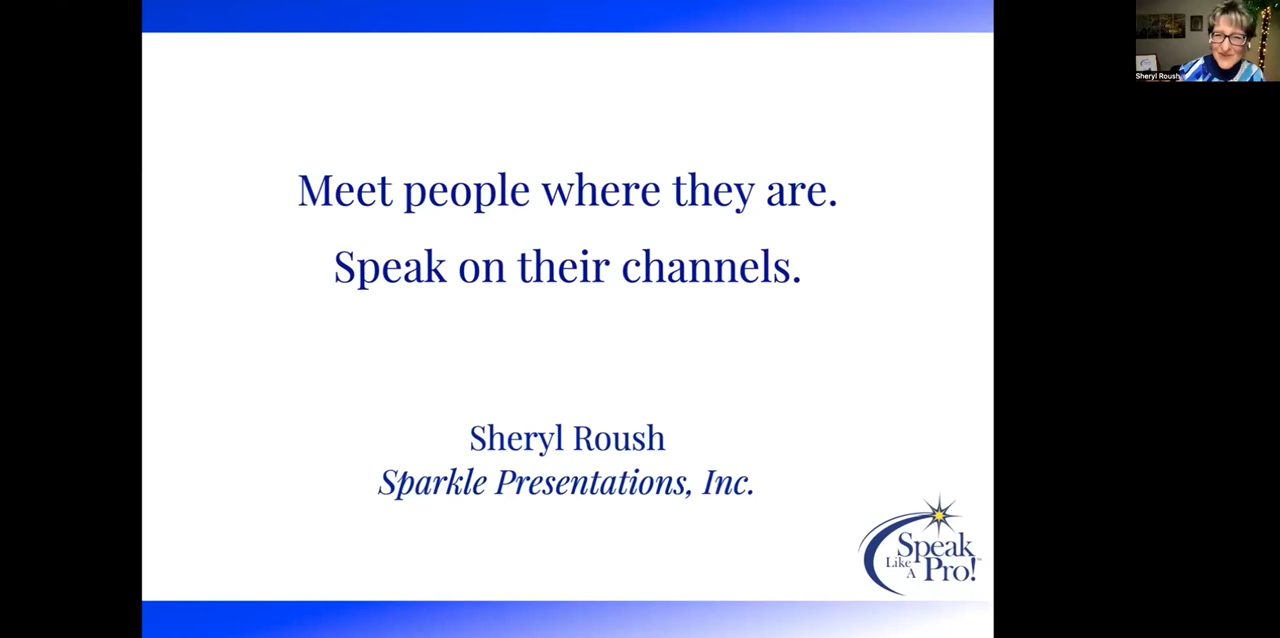 Meet people where they are.
Speak on their channels.
Sheryl Roush
Sparkle Presentations, Inc.
Speak
Like
A
Pro!™
Sheryl Roush